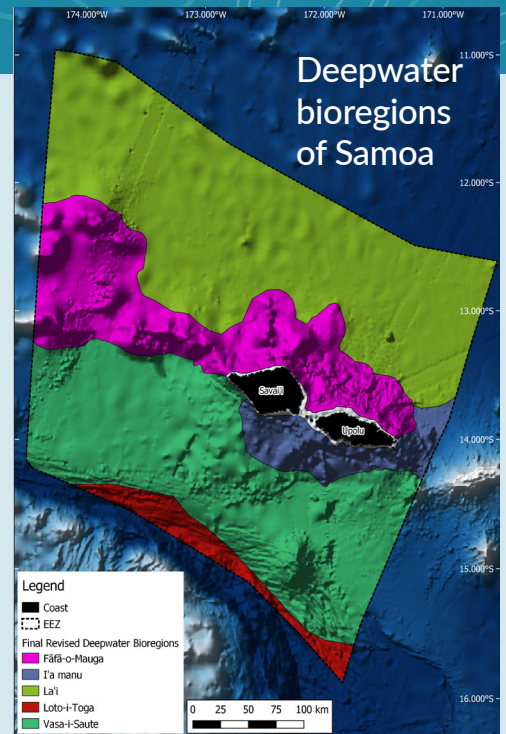 174.000°W 173.000°W 172.000°W 171.000°W
11.000°S
Deepwater
bioregions
of Samoa
12.000°S
13.000°S
Savai'i
Upolu
14.000°S
15.000°S
Legend
Coast
EEZ
Final Revised Deepwater Bioregions
Fāfā-o-Mauga
I'a manu
La'i
Loto-i-Toga
Vasa-i-Saute
0 25 50 75 100 km
16.000°S